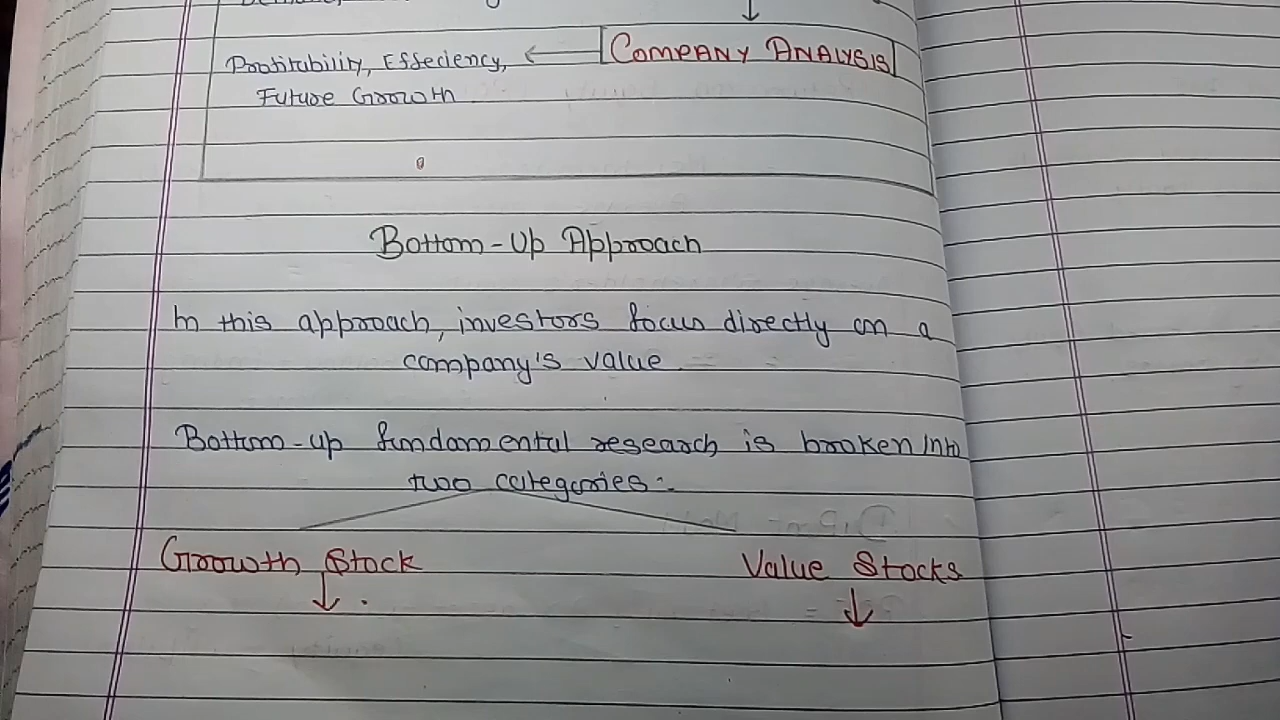 COMPANY ANALYSIS
Profitability, Effeciency,
Future Growth
Bottom-Up Approach
In this approach, investors focus directly on a
company's value
Bottom-up fundamental research is broken into
two categories:-
Growth Stock
Value Stocks